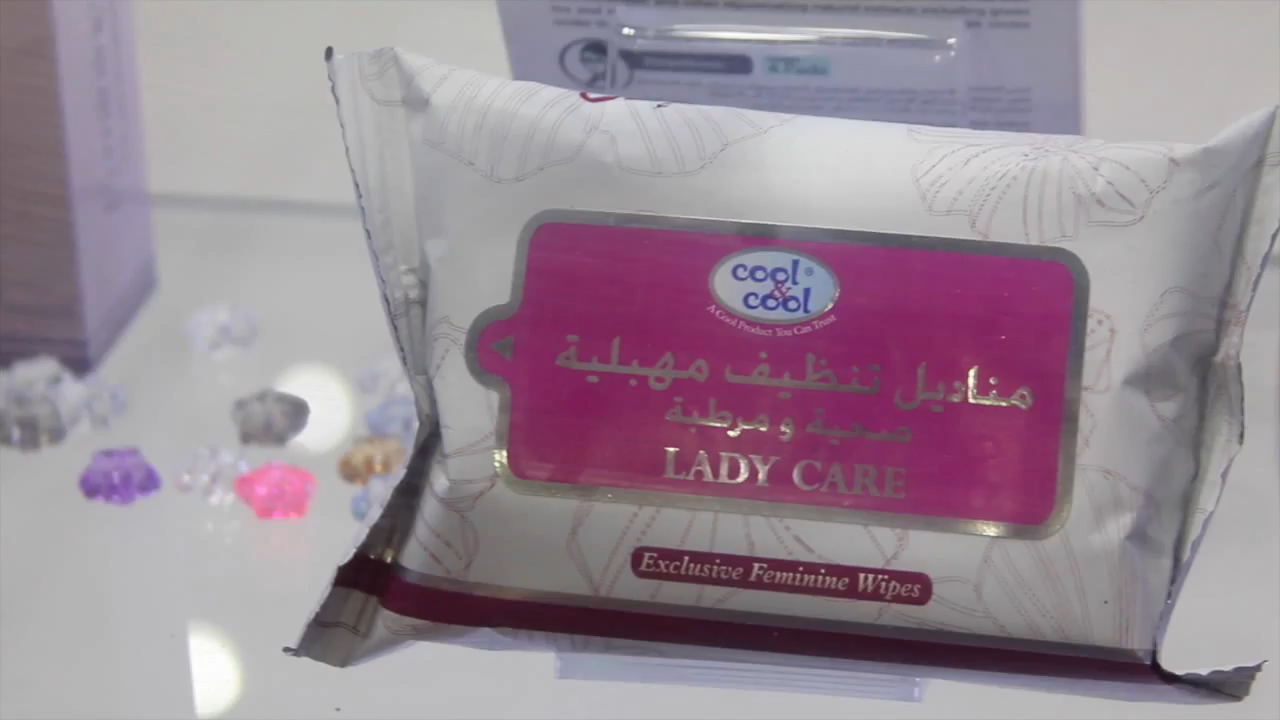 cool®
&
cool
A Cool Product You Can Trust
مناديل تنظيف مهبلية
صحية و مرطبة
LADY CARE
Exclusive Feminine Wipes